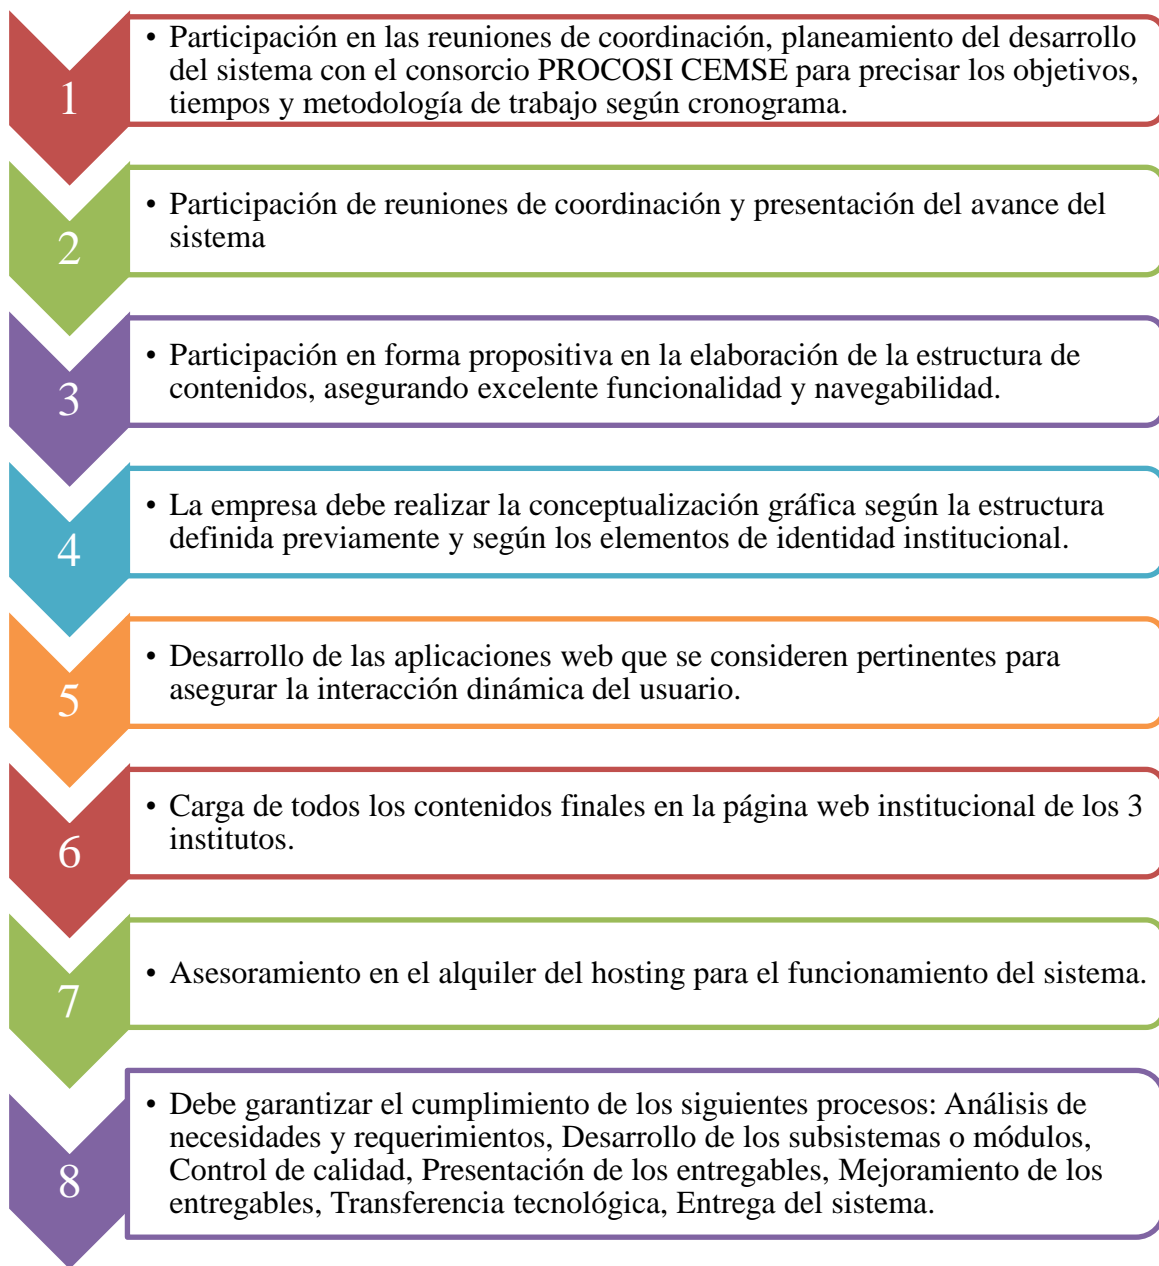 1
• Participación en las reuniones de coordinación, planeamiento del desarrollo
del sistema con el consorcio PROCOSI CEMSE para precisar los objetivos,
tiempos y metodología de trabajo según cronograma.
2
• Participación de reuniones de coordinación y presentación del avance del
sistema
3
• Participación en forma propositiva en la elaboración de la estructura de
contenidos, asegurando excelente funcionalidad y navegabilidad.
4
• La empresa debe realizar la conceptualización gráfica según la estructura
definida previamente y según los elementos de identidad institucional.
5
• Desarrollo de las aplicaciones web que se consideren pertinentes para
asegurar la interacción dinámica del usuario.
6
• Carga de todos los contenidos finales en la página web institucional de los 3
institutos.
7
• Asesoramiento en el alquiler del hosting para el funcionamiento del sistema.
8
• Debe garantizar el cumplimiento de los siguientes procesos: Análisis de
necesidades y requerimientos, Desarrollo de los subsistemas o módulos,
Control de calidad, Presentación de los entregables, Mejoramiento de los
entregables, Transferencia tecnológica, Entrega del sistema.